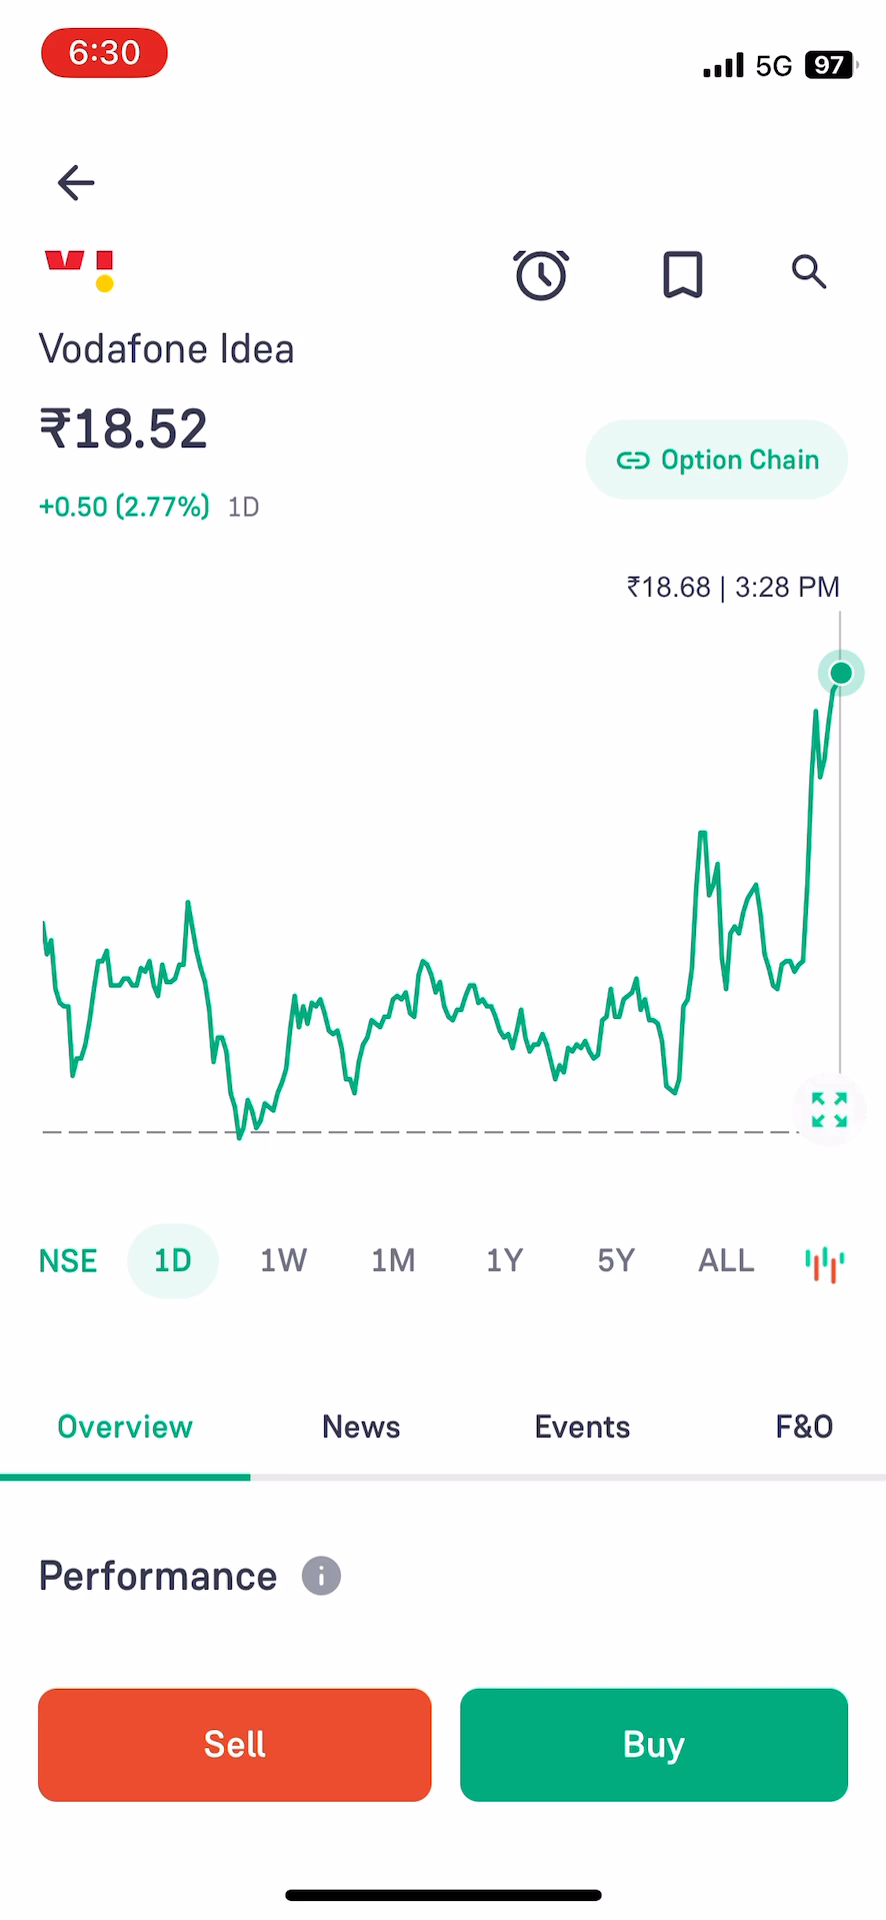 6:30
5G 97
Vodafone Idea
₹18.52
Option Chain
+0.50 (2.77%) 1D
₹18.68 | 3:28 PM
NSE 1D 1W 1M 1Y 5Y ALL
Overview News Events F&O
Performance
Sell Buy